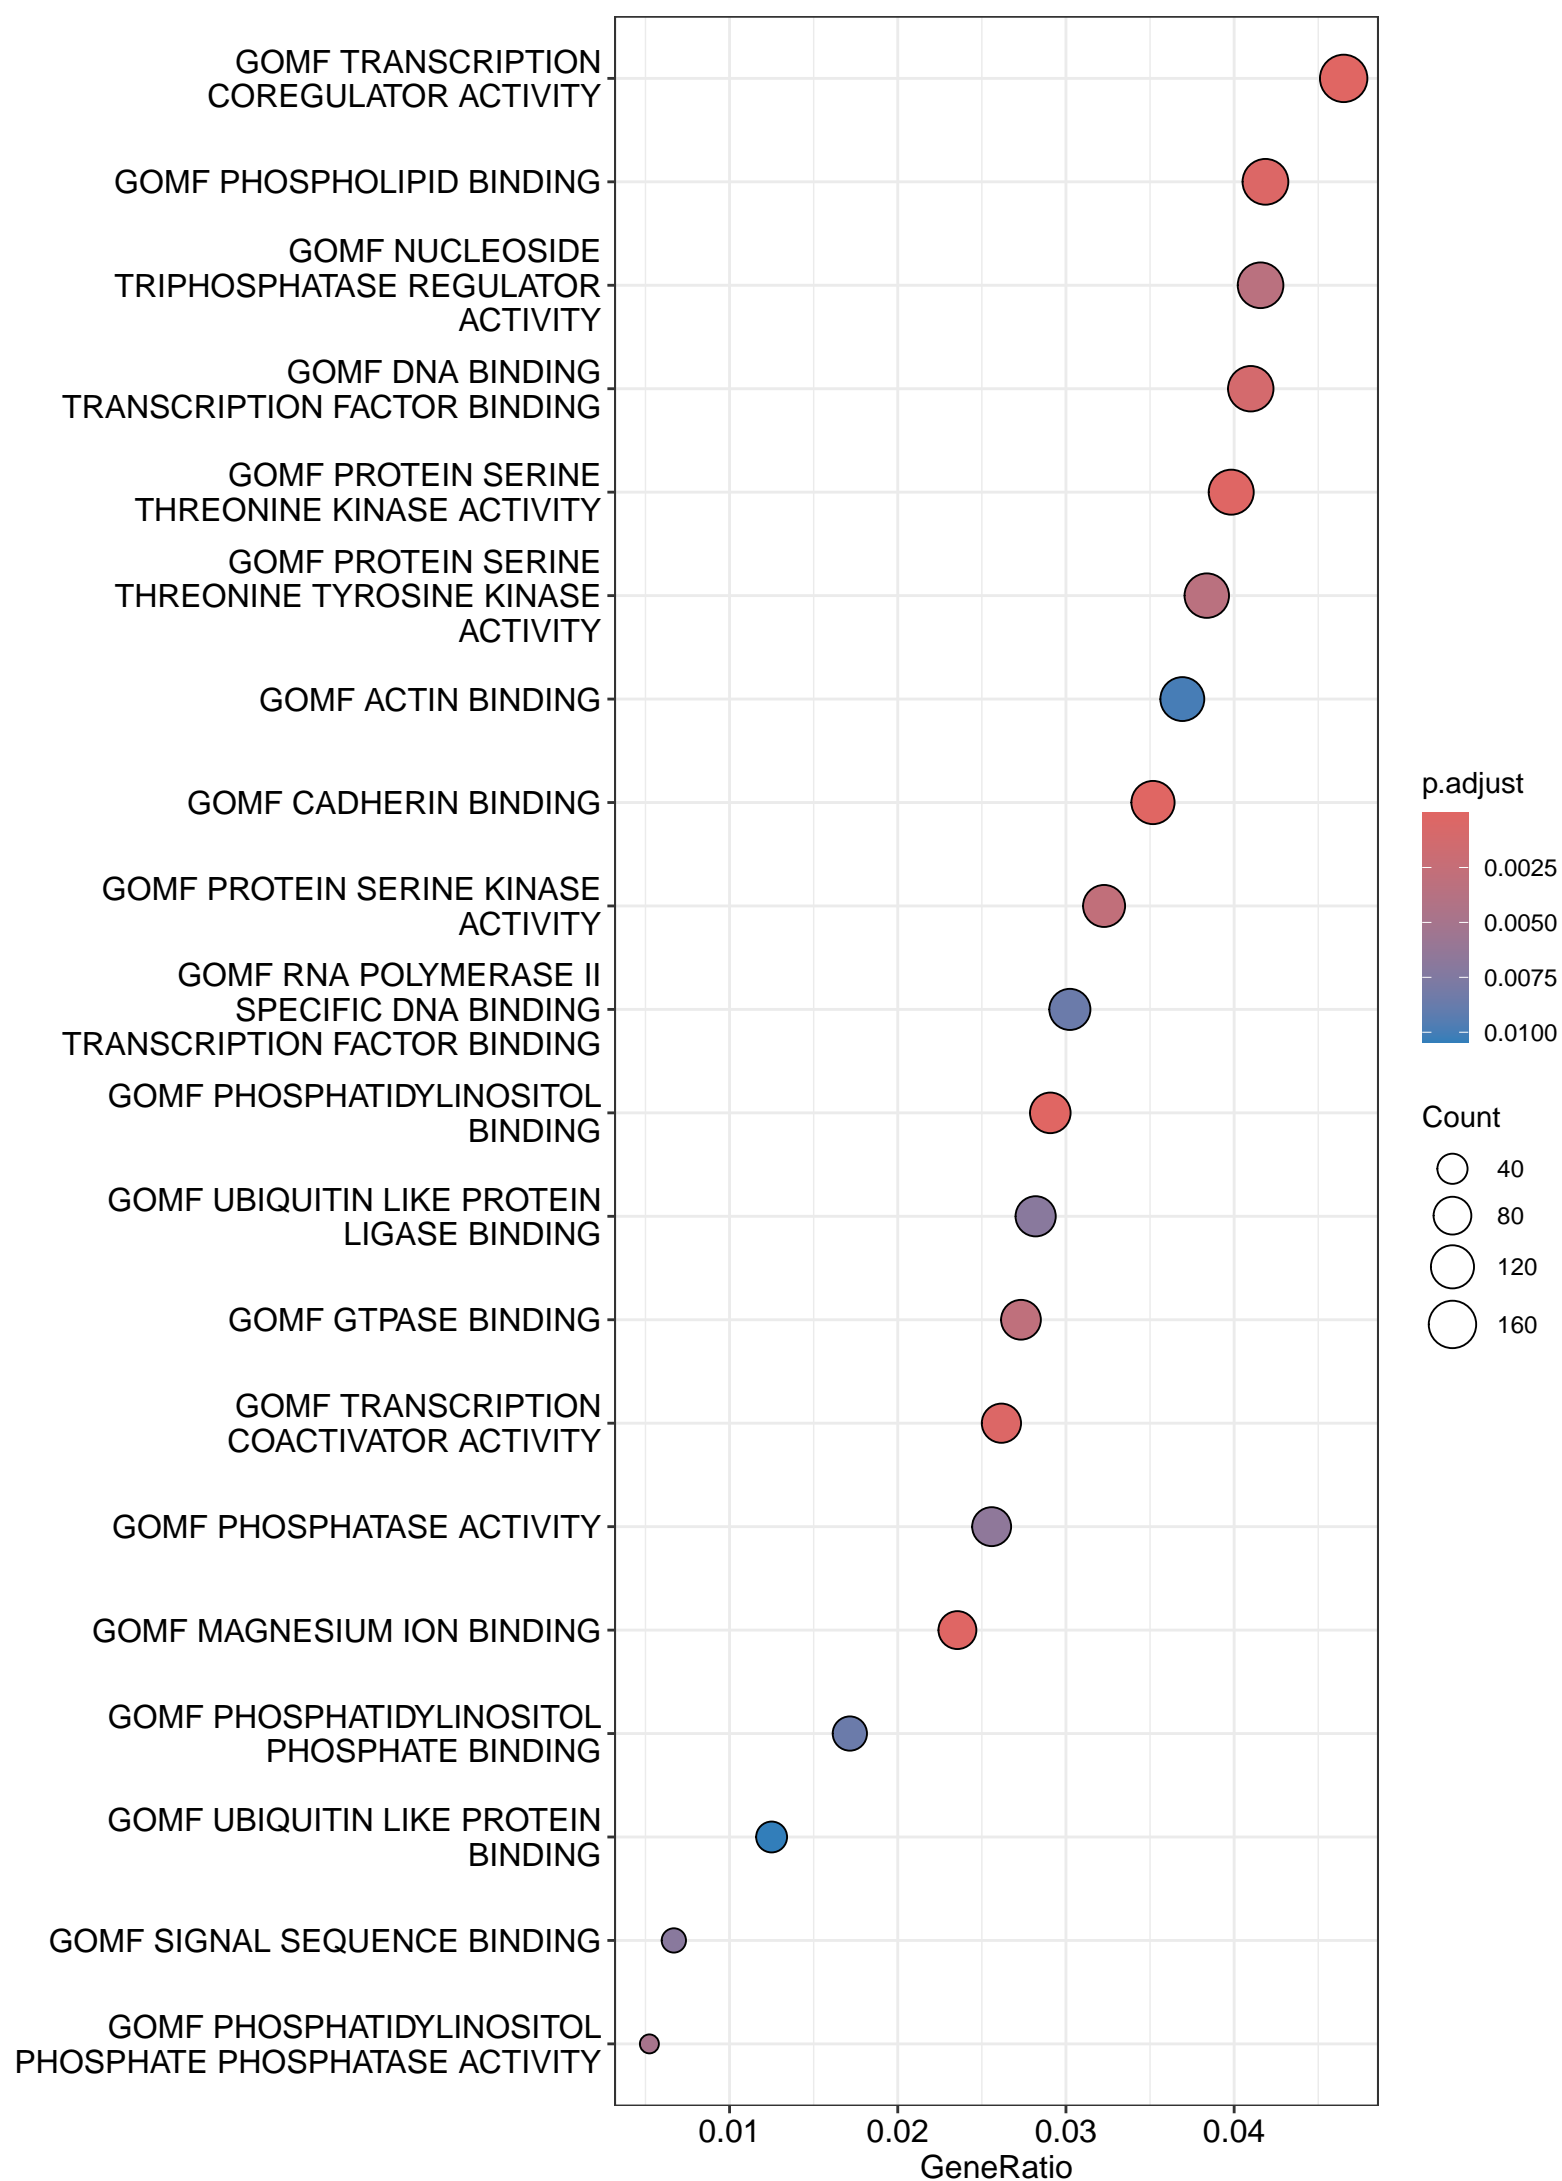 GOMF TRANSCRIPTION
COREGULATOR ACTIVITY
GOMF PHOSPHOLIPID BINDING
GOMF NUCLEOSIDE
TRIPHOSPHATASE REGULATOR
ACTIVITY
GOMF DNA BINDING
TRANSCRIPTION FACTOR BINDING
GOMF PROTEIN SERINE
THREONINE KINASE ACTIVITY
GOMF PROTEIN SERINE
THREONINE TYROSINE KINASE
ACTIVITY
GOMF ACTIN BINDING
GOMF CADHERIN BINDING
GOMF PROTEIN SERINE KINASE
ACTIVITY
GOMF RNA POLYMERASE II
SPECIFIC DNA BINDING
TRANSCRIPTION FACTOR BINDING
GOMF PHOSPHATIDYLINOSITOL
BINDING
GOMF UBIQUITIN LIKE PROTEIN
LIGASE BINDING
GOMF GTPASE BINDING
GOMF TRANSCRIPTION
COACTIVATOR ACTIVITY
GOMF PHOSPHATASE ACTIVITY
GOMF MAGNESIUM ION BINDING
GOMF PHOSPHATIDYLINOSITOL
PHOSPHATE BINDING
GOMF UBIQUITIN LIKE PROTEIN
BINDING
GOMF SIGNAL SEQUENCE BINDING
GOMF PHOSPHATIDYLINOSITOL
PHOSPHATE PHOSPHATASE ACTIVITY
0.01 0.02 0.03 0.04
GeneRatio
p.adjust
0.0025
0.0050
0.0075
0.0100
Count
40
80
120
160